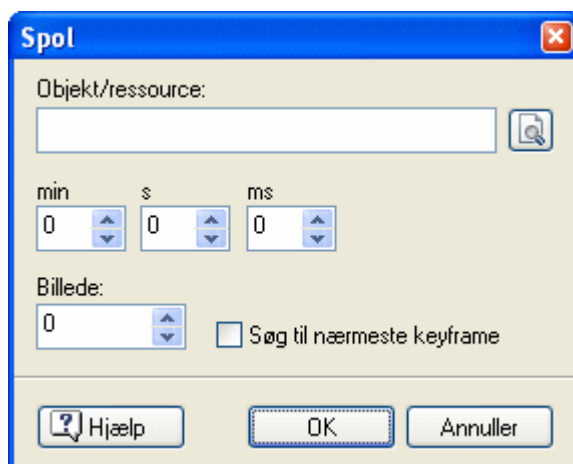 Spol
Objekt/ressource:
min s ms
0 0 0
Billede:
0
Søg til nærmeste keyframe
Hjælp OK Annuller